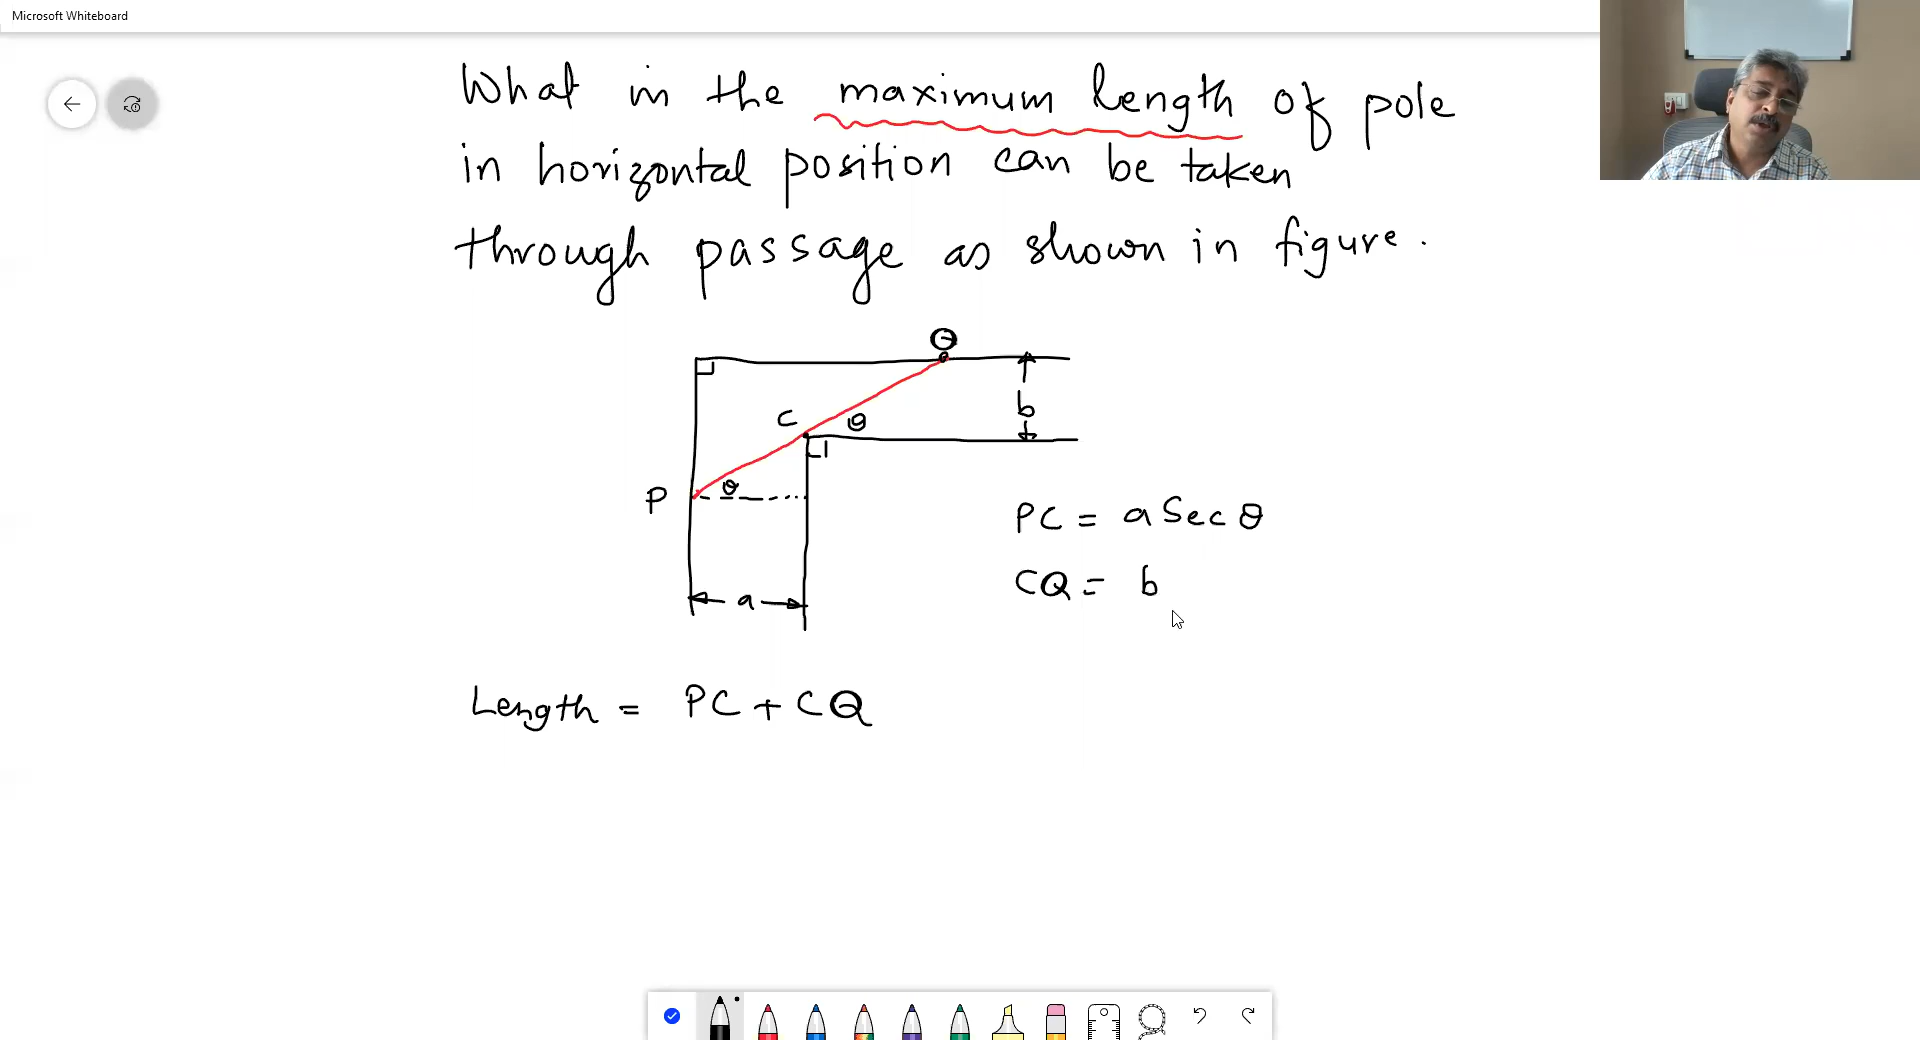 Microsoft Whiteboard
What is the maximum length of pole
in horizontal position can be taken
through passage as shown in figure.
Q
C θ
b
P θ
a
PC = a Sec θ
CQ = b
Length = PC + CQ